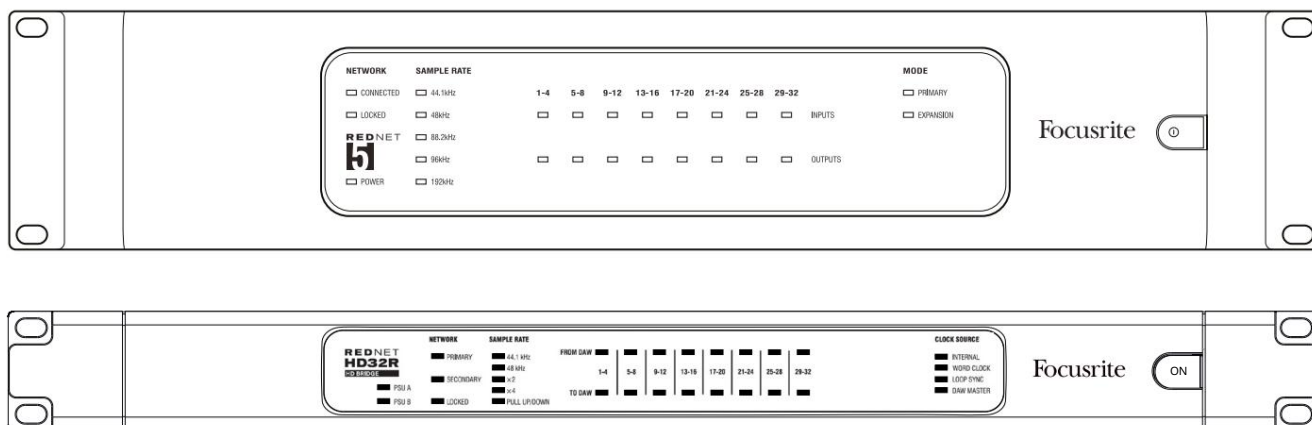 NETWORK SAMPLE RATE MODE
CONNECTED 44.1kHz 1-4 5-8 9-12 13-16 17-20 21-24 25-28 29-32 PRIMARY
LOCKED 48kHz INPUTS EXPANSION
REDNET 88.2kHz
5 96kHz OUTPUTS
POWER 192kHz
Focusrite
REDNET NETWORK SAMPLE RATE CLOCK SOURCE
HD32R PRIMARY 44.1 kHz FROM DAW INTERNAL
HD BRIDGE 48 kHz 1-4 5-8 9-12 13-16 17-20 21-24 25-28 29-32 WORD CLOCK
PSU A SECONDARY ×2 LOOP SYNC
PSU B LOCKED ×4 TO DAW DAW MASTER
PULL UP/DOWN
Focusrite ON